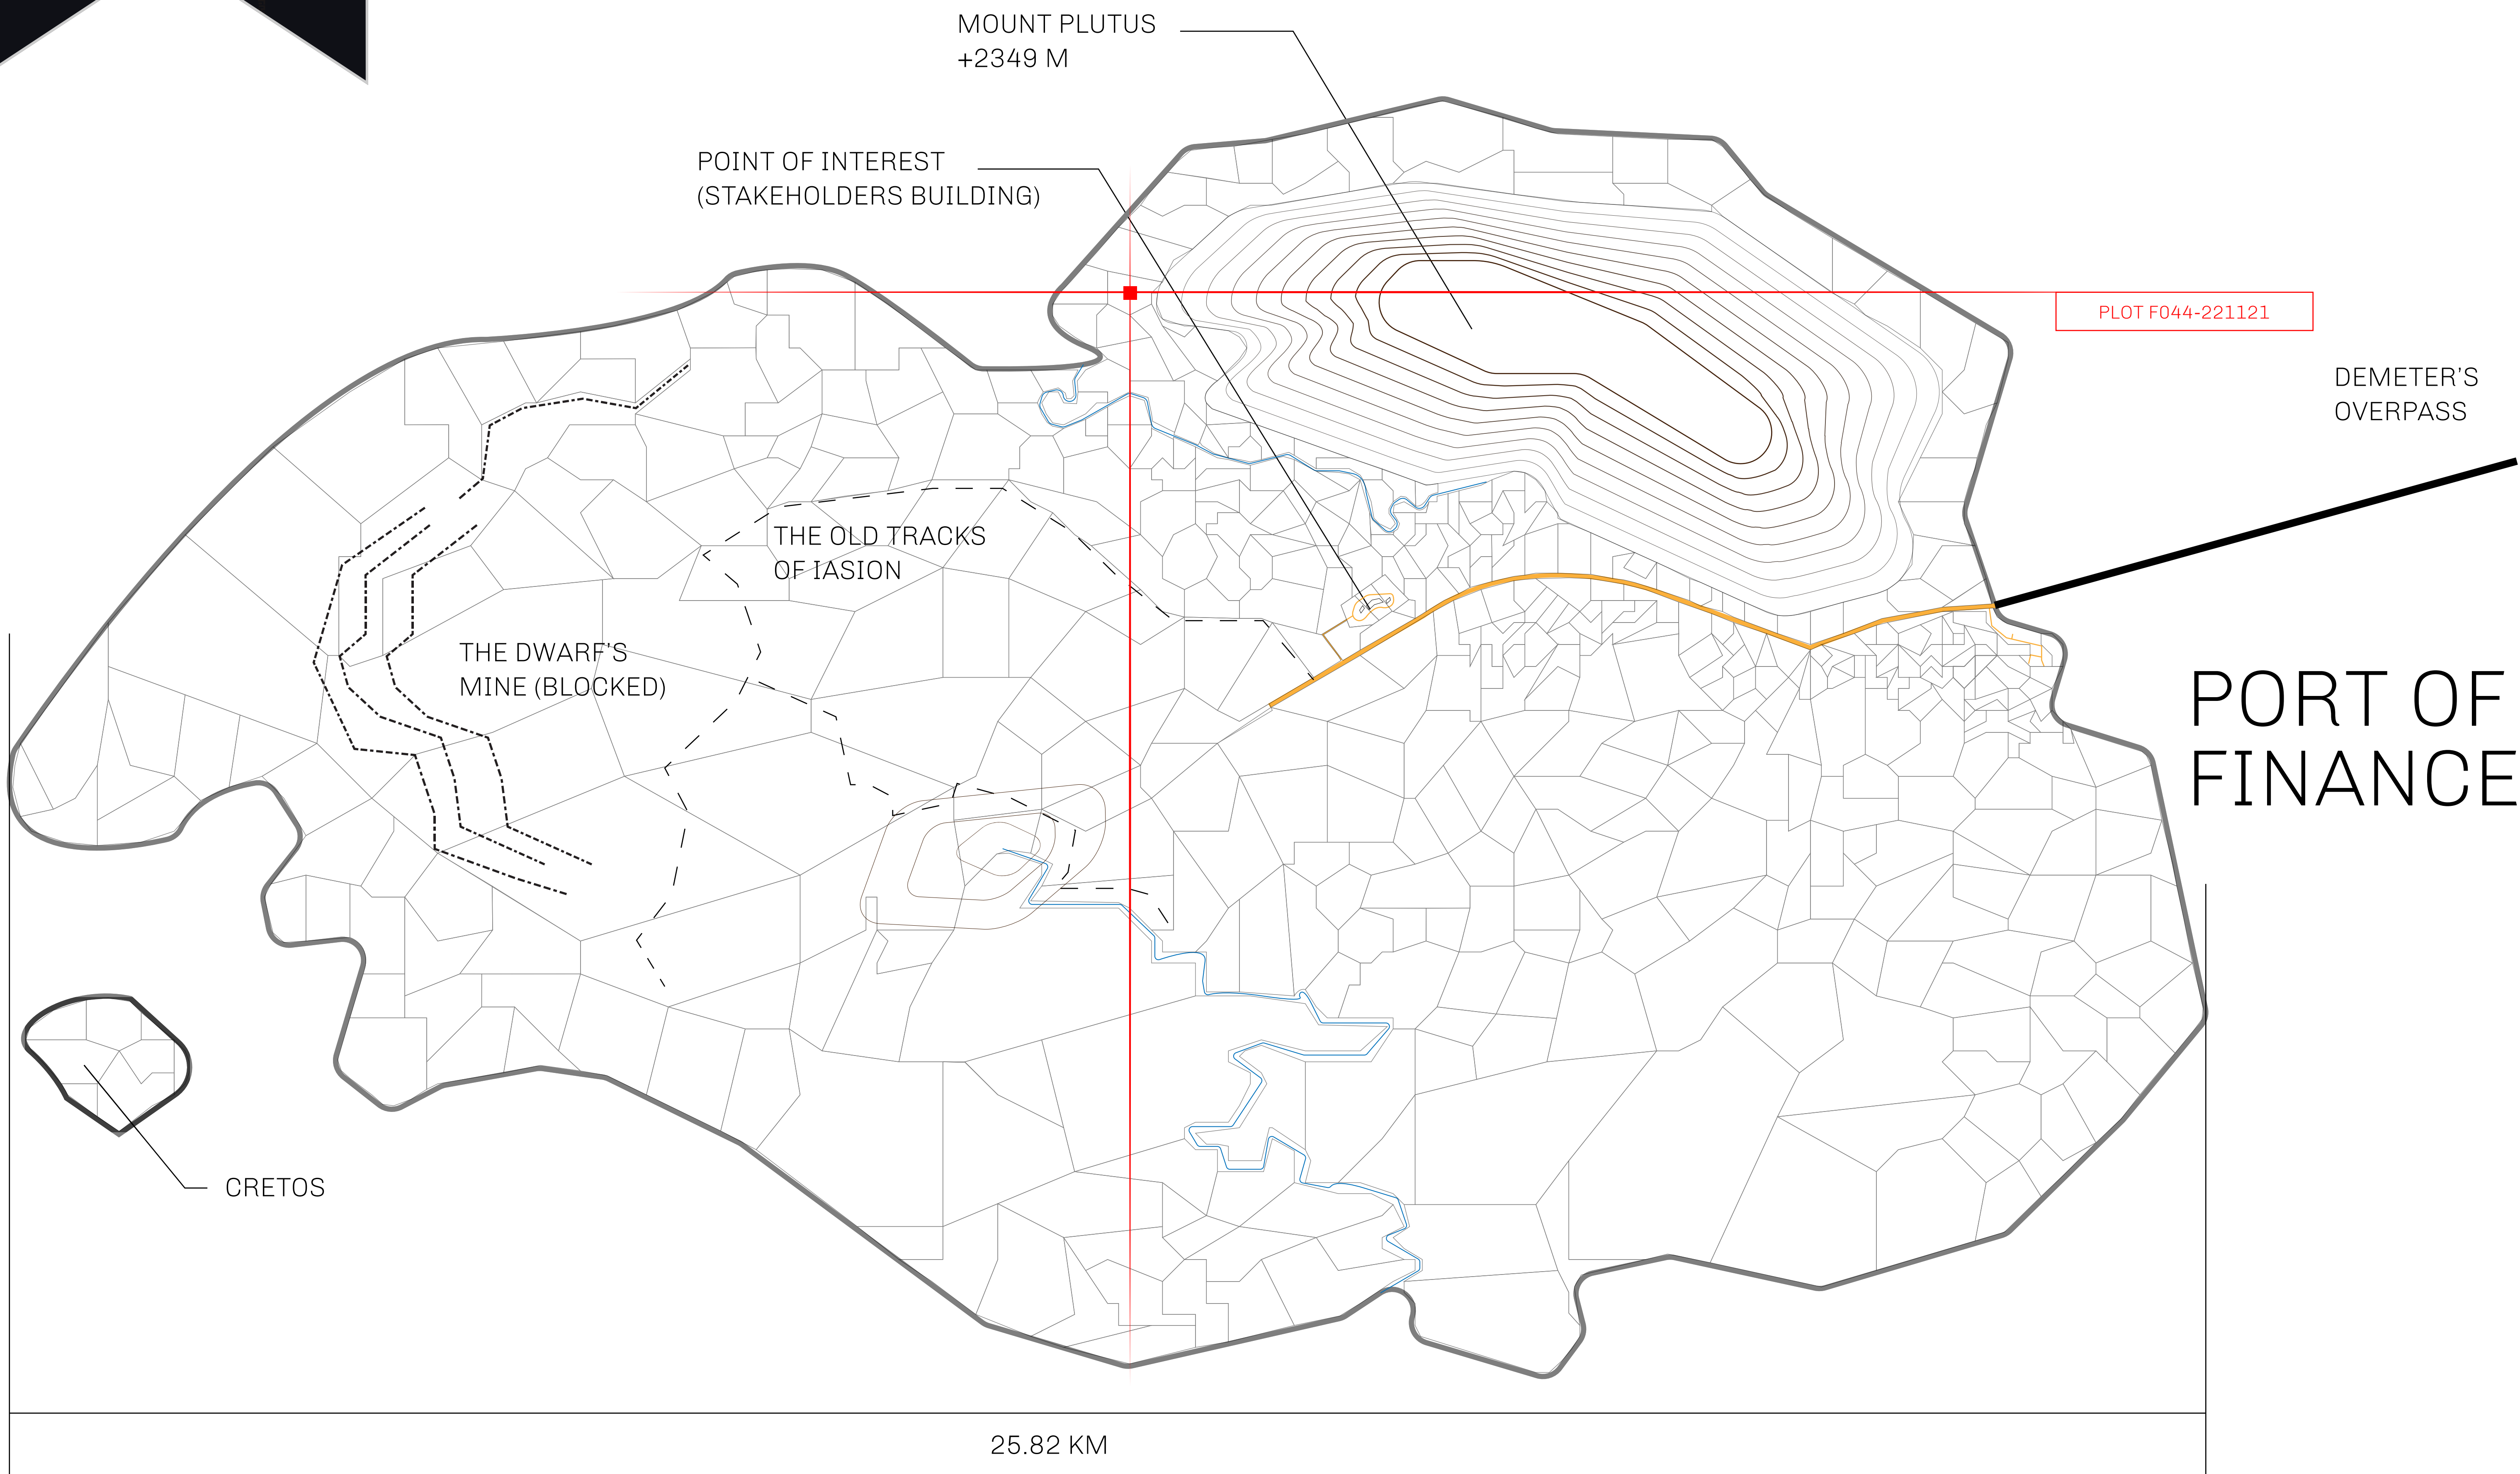 MOUNT PLUTUS
+2349 M
POINT OF INTEREST
(STAKEHOLDERS BUILDING)
PLOT F044-221121
DEMETER'S
OVERPASS
THE OLD TRACKS
OF IASION
THE DWARF'S
MINE (BLOCKED)
PORT OF
FINANCE
CRETOS
25.82 KM